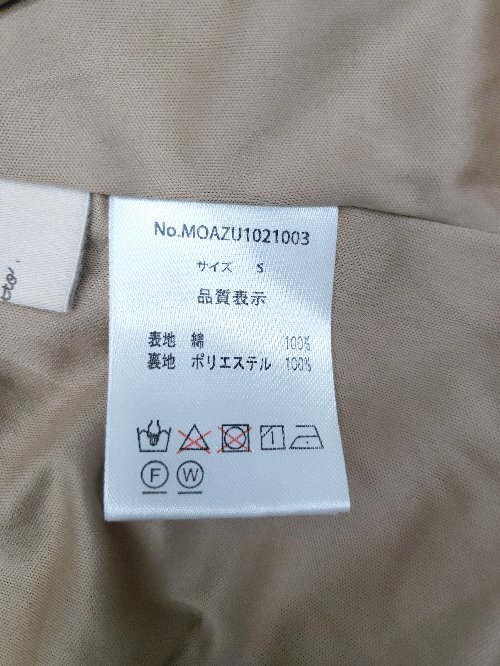 No.MOAZU1021003
サイズ S
品質表示
表地 綿 100%
裏地 ポリエステル 100%
F W